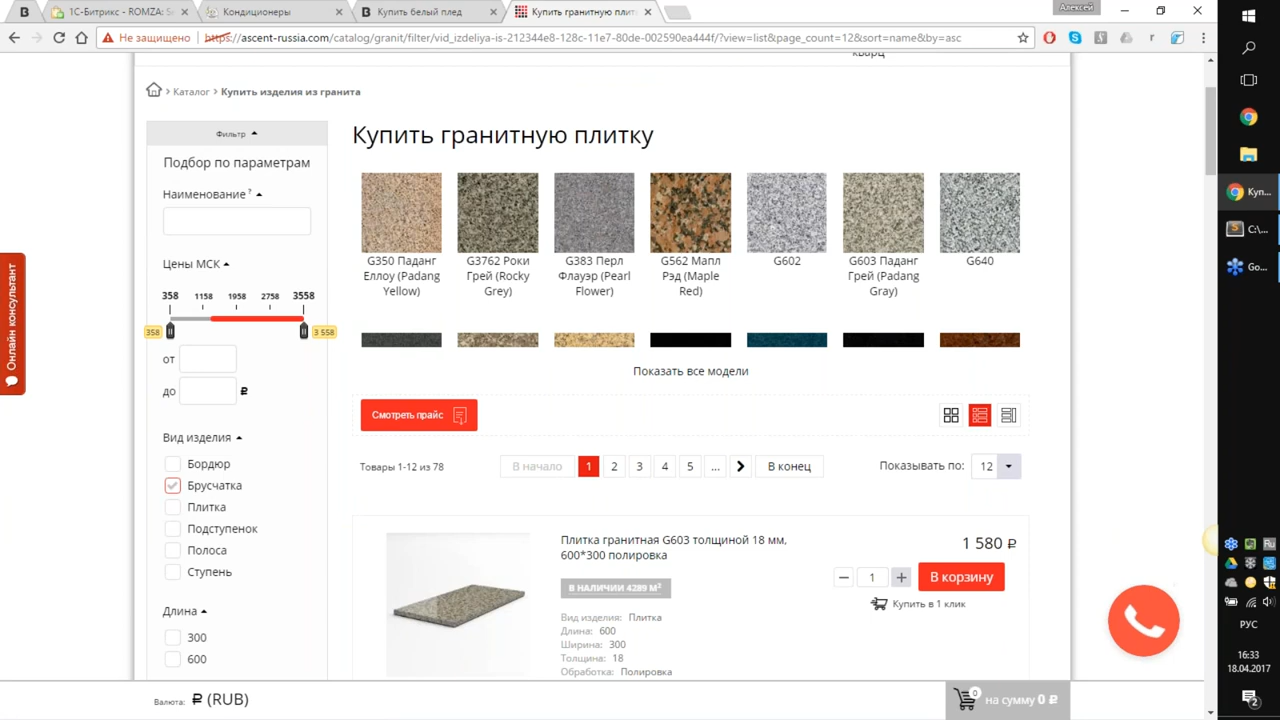 1С-Битрикс - ROMZA: Se
Кондиционеры
Купить белый плед
Купить гранитную плитк
Алексей
Не защищено
https://ascent-russia.com/catalog/granit/filter/vid_izdeliya-is-212344e8-128c-11e7-80de-002590ea444f/?view=list&page_count=12&sort=name&by=asc
кварц
Каталог > Купить изделия из гранита
Фильтр
Подбор по параметрам
Наименование ?
Цены МСК
358 1158 1958 2758 3558
358
3 558
от
до ₽
Вид изделия
Бордюр
Брусчатка
Плитка
Подступенок
Полоса
Ступень
Длина
300
600
Купить гранитную плитку
G350 Паданг
Еллоу (Padang
Yellow)
G3762 Роки
Грей (Rocky
Grey)
G383 Перл
Флауэр (Pearl
Flower)
G562 Мапл
Рэд (Maple
Red)
G602
G603 Паданг
Грей (Padang
Gray)
G640
Показать все модели
Смотреть прайс
Товары 1-12 из 78
В начало 1 2 3 4 5 ... В конец
Показывать по: 12
Плитка гранитная G603 толщиной 18 мм,
600*300 полировка
В НАЛИЧИИ 4289 М²
Вид изделия: Плитка
Длина: 600
Ширина: 300
Толщина: 18
Обработка: Полировка
1 580 ₽
1
В корзину
Купить в 1 клик
Онлайн консультант
Валюта: ₽ (RUB)
0
на сумму 0 ₽
Куп...
C:\...
Go...
РУС
16:33
18.04.2017
2